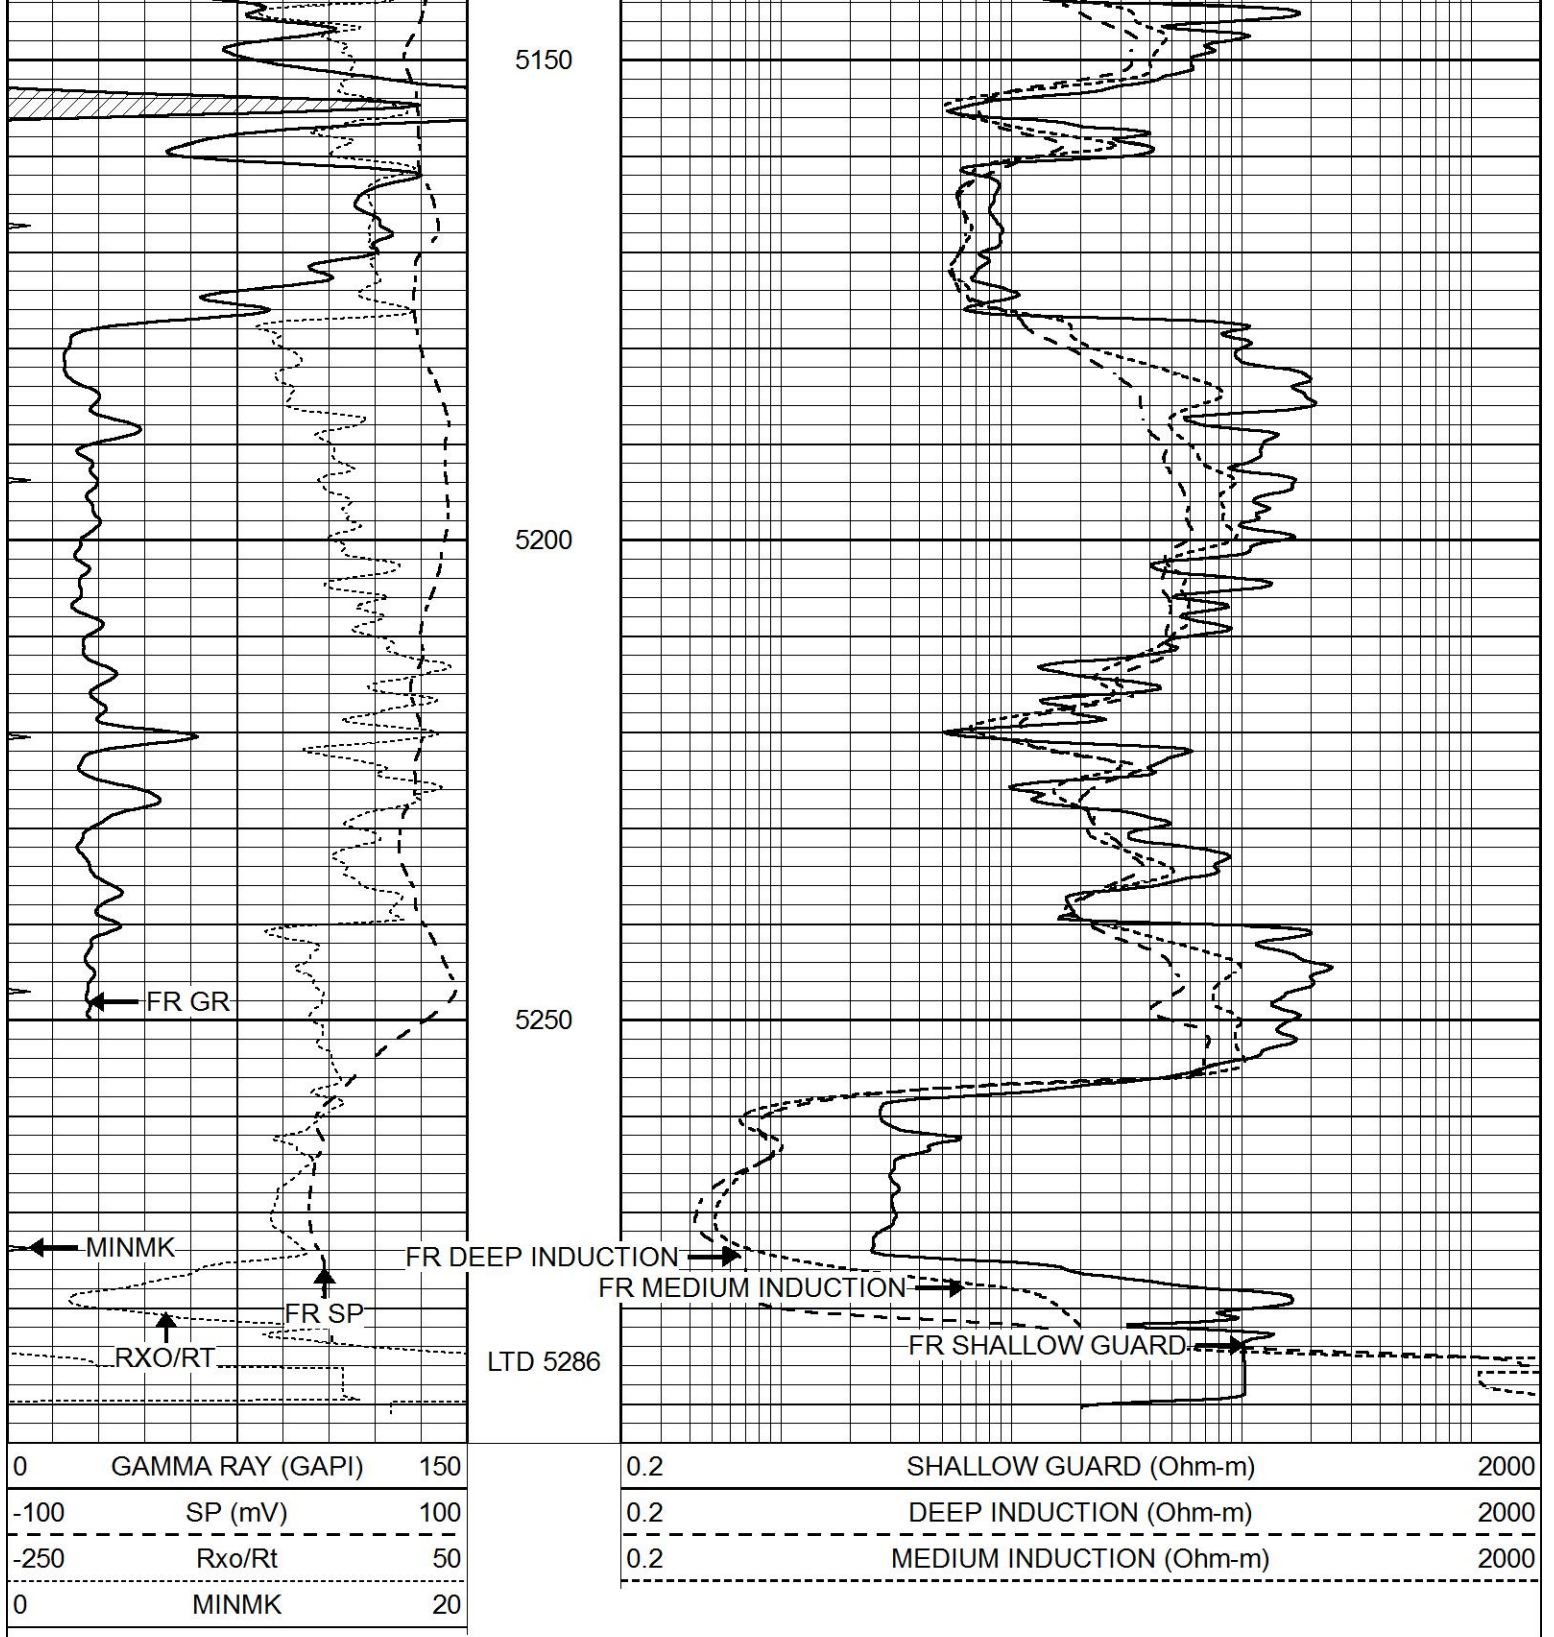 5150
5200
FR GR
5250
MINMK
FR DEEP INDUCTION
FR MEDIUM INDUCTION
FR SP
FR SHALLOW GUARD
RXO/RT
LTD 5286
0 GAMMA RAY (GAPI) 150
0.2 SHALLOW GUARD (Ohm-m) 2000
-100 SP (mV) 100
0.2 DEEP INDUCTION (Ohm-m) 2000
-250 Rxo/Rt 50
0.2 MEDIUM INDUCTION (Ohm-m) 2000
0 MINMK 20